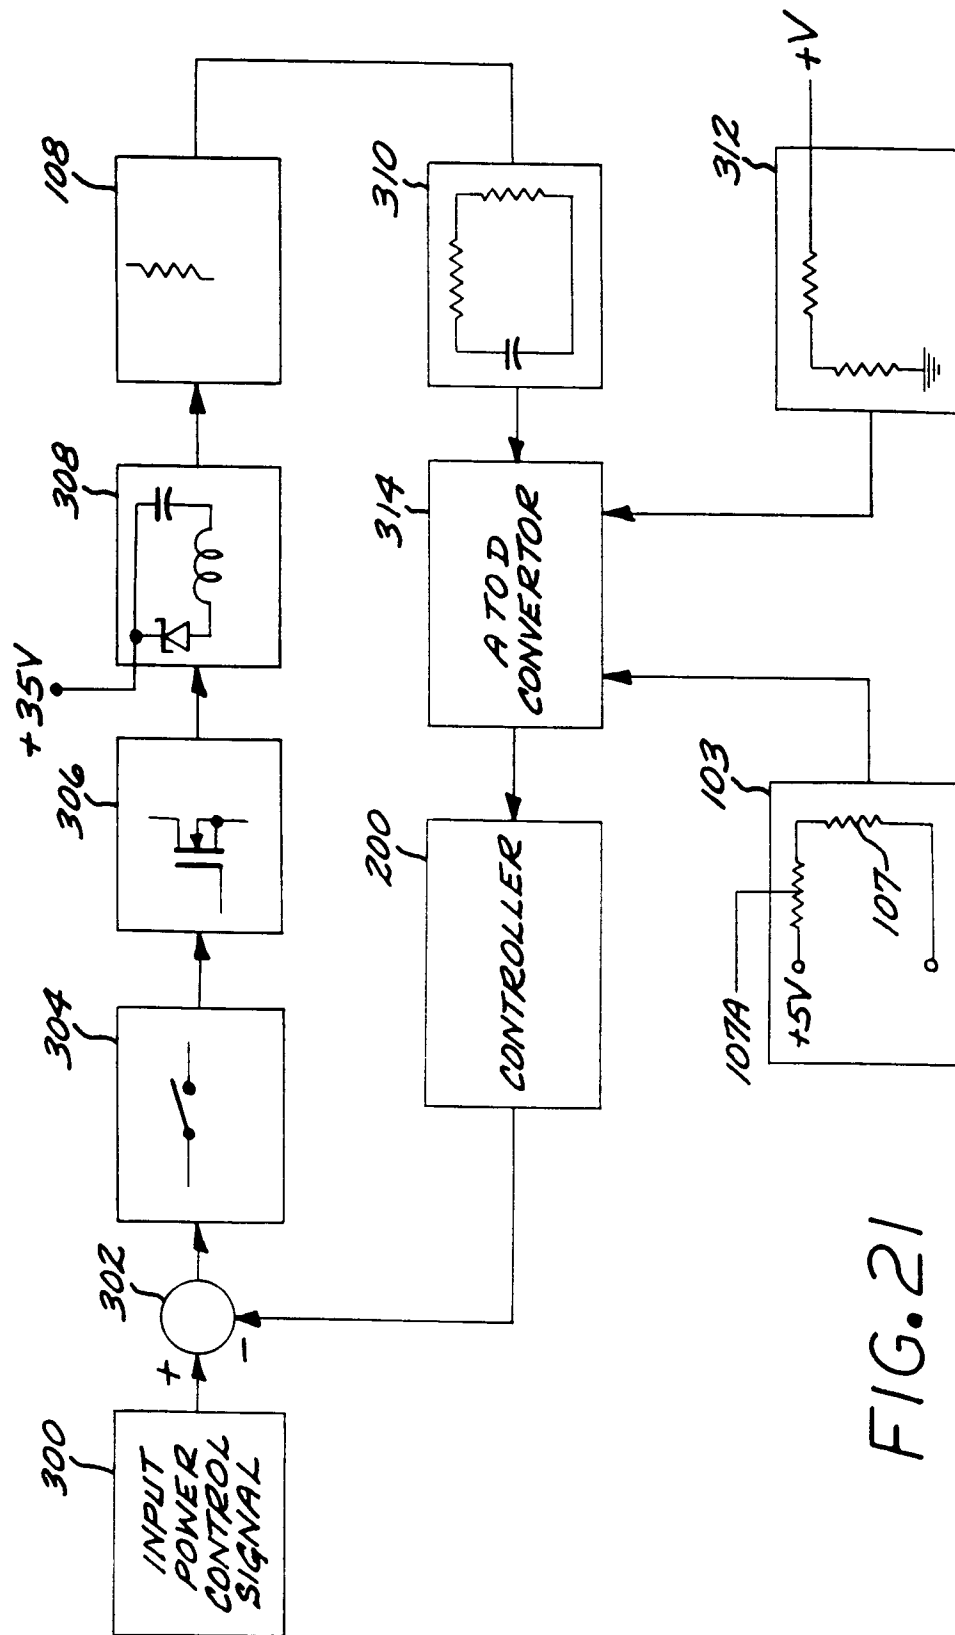 300
INPUT
POWER
CONTROL
SIGNAL
+
-
302
304
306
+35V
308
108
310
314
A TO D
CONVERTOR
200
CONTROLLER
312
+V
103
107A
+5V
107
FIG. 21